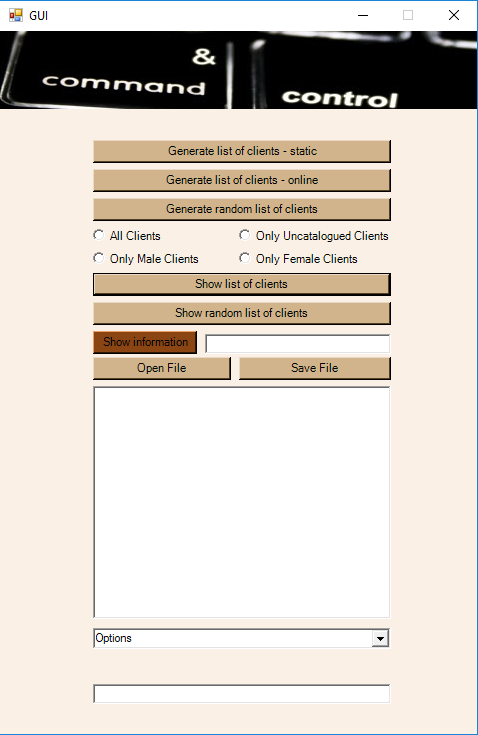 GUI
&
command
control
Generate list of clients - static
Generate list of clients - online
Generate random list of clients
All Clients
Only Uncatalogued Clients
Only Male Clients
Only Female Clients
Show list of clients
Show random list of clients
Show information
Open File
Save File
Options